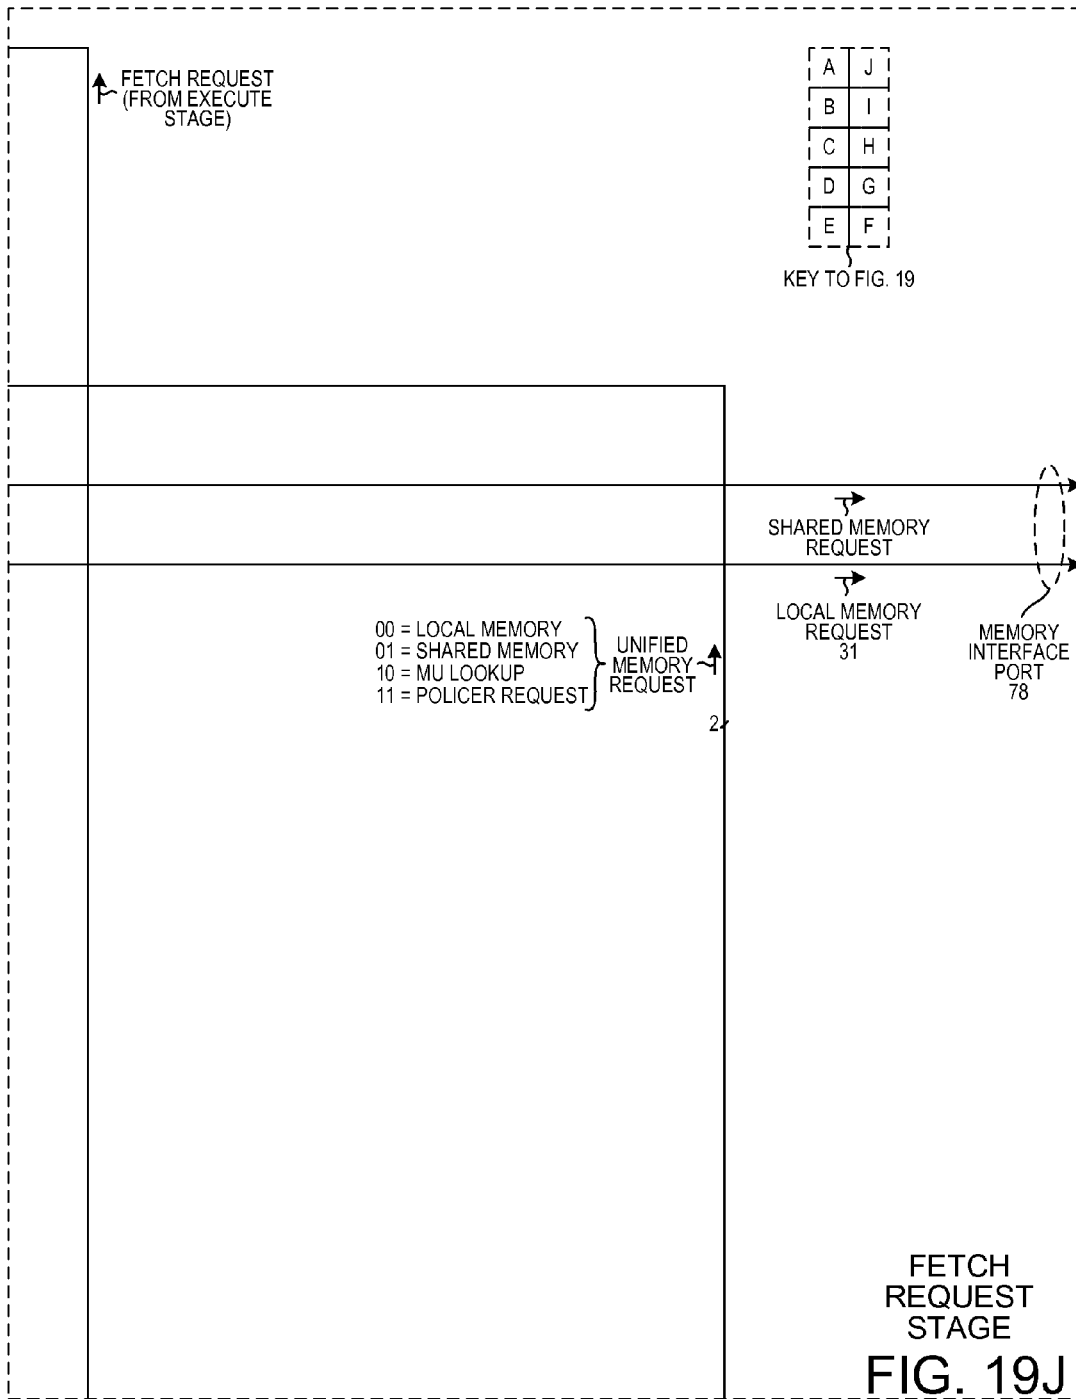 FETCH REQUEST
(FROM EXECUTE
STAGE)
A J
B I
C H
D G
E F
KEY TO FIG. 19
SHARED MEMORY
REQUEST
LOCAL MEMORY
REQUEST
31
MEMORY
INTERFACE
PORT
78
00 = LOCAL MEMORY
01 = SHARED MEMORY
10 = MU LOOKUP
11 = POLICER REQUEST
UNIFIED
MEMORY
REQUEST
2
FETCH
REQUEST
STAGE
FIG. 19J